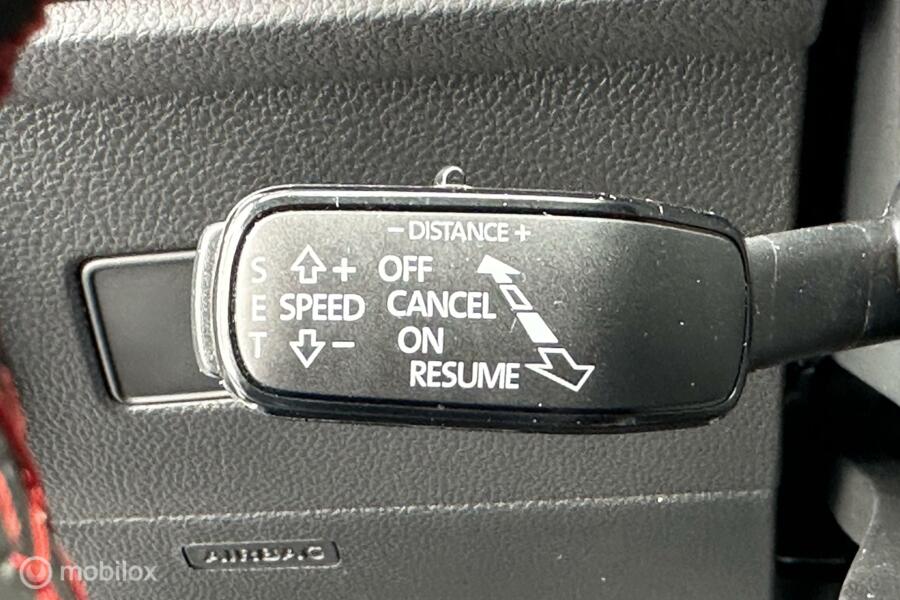 − DISTANCE +
S ⇧ + OFF
E SPEED CANCEL
T ⇩ − ON
RESUME
AIRBAG
mobilox